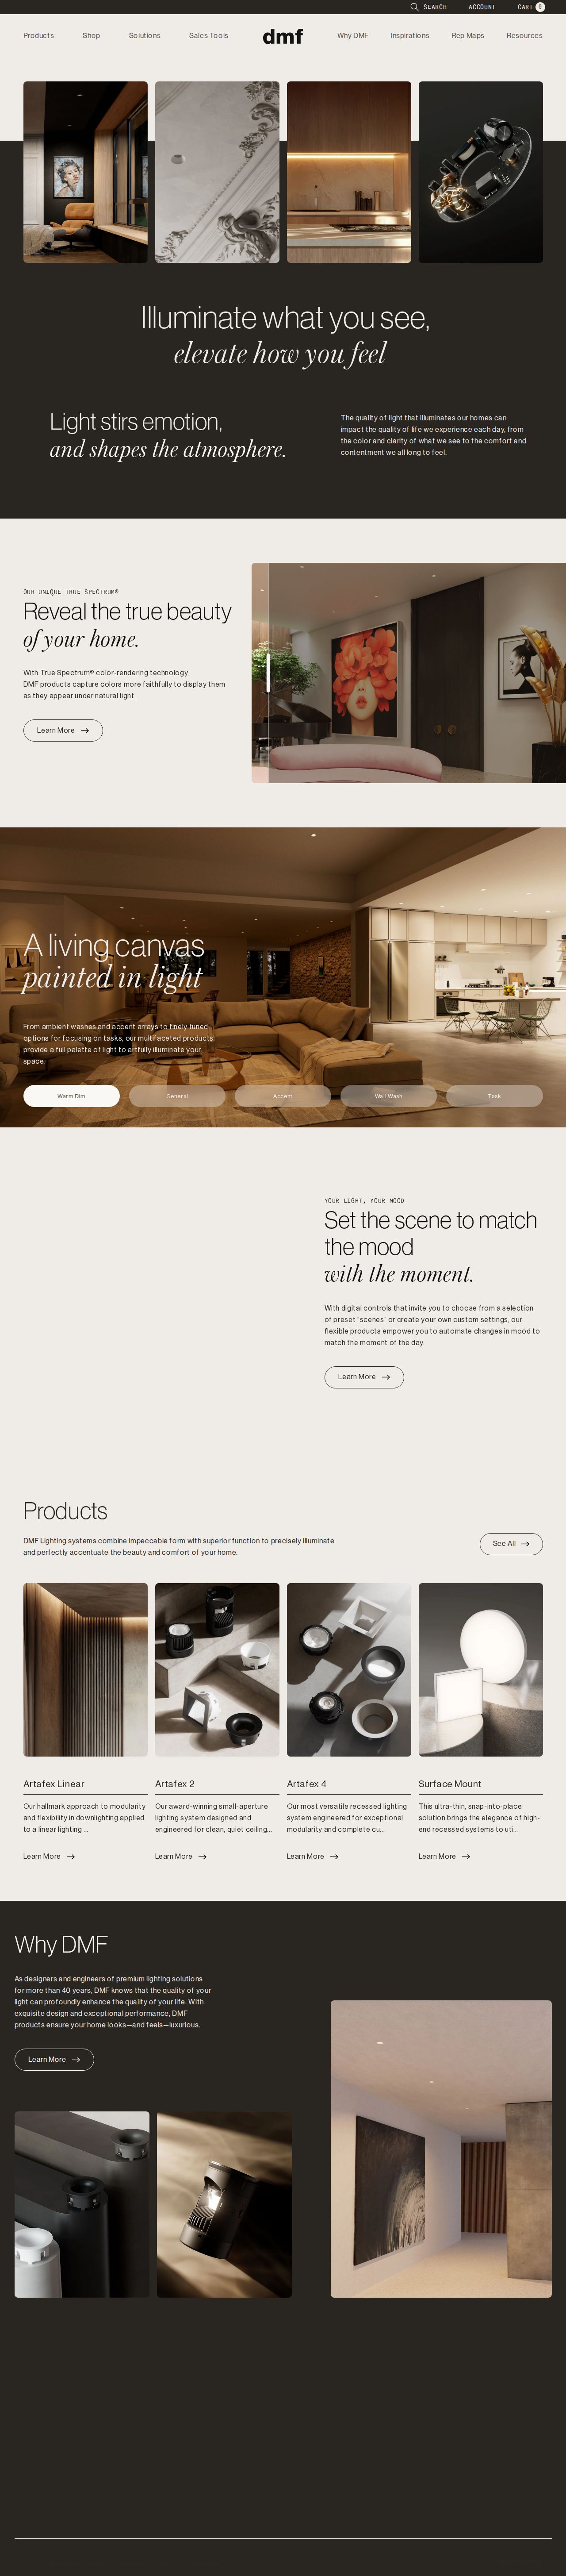 SEARCH
ACCOUNT
CART 0
Products
Shop
Solutions
Sales Tools
dmf
Why DMF
Inspirations
Rep Maps
Resources
Illuminate what you see,
elevate how you feel
Light stirs emotion,
and shapes the atmosphere.
The quality of light that illuminates our homes can
impact the quality of life we experience each day, from
the color and clarity of what we see to the comfort and
contentment we all long to feel.
OUR UNIQUE TRUE SPECTRUM®
Reveal the true beauty
of your home.
With True Spectrum® color-rendering technology,
DMF products capture colors more faithfully to display them
as they appear under natural light.
Learn More
A living canvas
painted in light
From ambient washes and accent arrays to finely tuned
options for focusing on tasks, our multifaceted products
provide a full palette of light to artfully illuminate your
space.
Warm Dim
General
Accent
Wall Wash
Task
YOUR LIGHT, YOUR MOOD
Set the scene to match
the mood
with the moment.
With digital controls that invite you to choose from a selection
of preset "scenes" or create your own custom settings, our
flexible products empower you to automate changes in mood to
match the moment of the day.
Learn More
Products
DMF Lighting systems combine impeccable form with superior function to precisely illuminate
and perfectly accentuate the beauty and comfort of your home.
See All
Artafex Linear
Our hallmark approach to modularity
and flexibility in downlighting applied
to a linear lighting ...
Learn More
Artafex 2
Our award-winning small-aperture
lighting system designed and
engineered for clean, quiet ceiling...
Learn More
Artafex 4
Our most versatile recessed lighting
system engineered for exceptional
modularity and complete cu...
Learn More
Surface Mount
This ultra-thin, snap-into-place
solution brings the elegance of high-
end recessed systems to uti...
Learn More
Why DMF
As designers and engineers of premium lighting solutions
for more than 40 years, DMF knows that the quality of your
light can profoundly enhance the quality of your life. With
exquisite design and exceptional performance, DMF
products ensure your home looks—and feels—luxurious.
Learn More